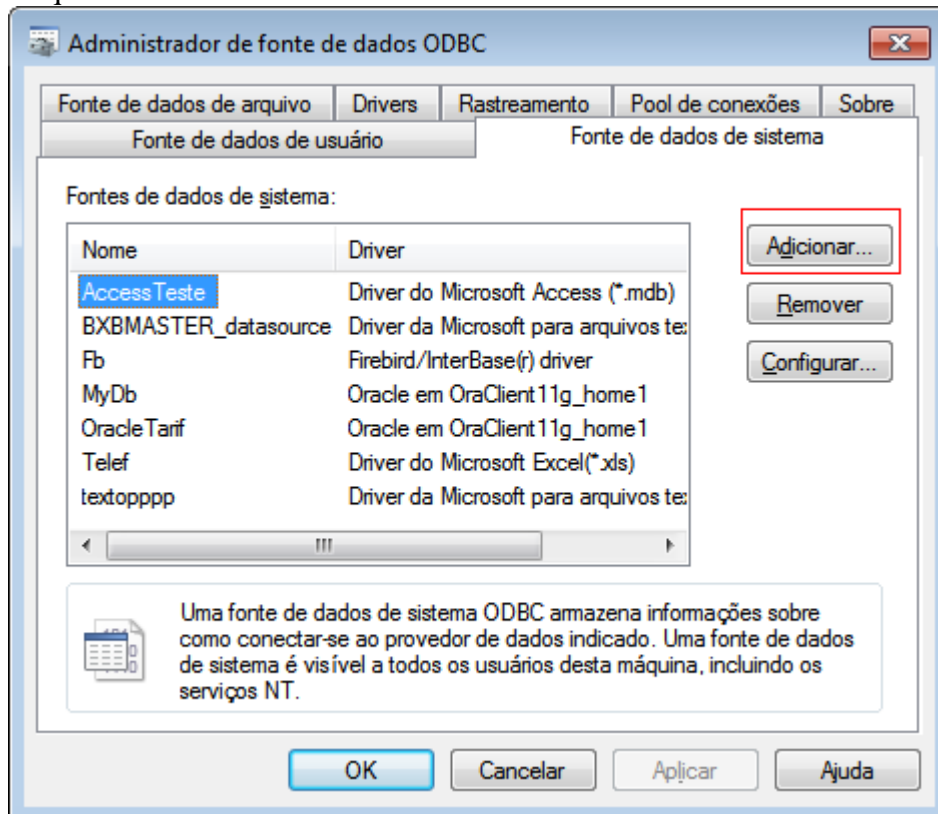 Administrador de fonte de dados ODBC
Fonte de dados de arquivo Drivers Rastreamento Pool de conexões Sobre
Fonte de dados de usuário Fonte de dados de sistema
Fontes de dados de sistema:
Nome Driver
AccessTeste Driver do Microsoft Access (*.mdb)
BXBMASTER_datasource Driver da Microsoft para arquivos
Fb Firebird/InterBase(r) driver
MyDb Oracle em OraClient11g_home1
OracleTarif Oracle em OraClient11g_home1
Telef Driver do Microsoft Excel(*.xls)
textopppp Driver da Microsoft para arquivos
Adicionar...
Remover
Configurar...
Uma fonte de dados de sistema ODBC armazena informações sobre
como conectar-se ao provedor de dados indicado. Uma fonte de dados
de sistema é visível a todos os usuários desta máquina, incluindo os
serviços NT.
OK Cancelar Aplicar Ajuda